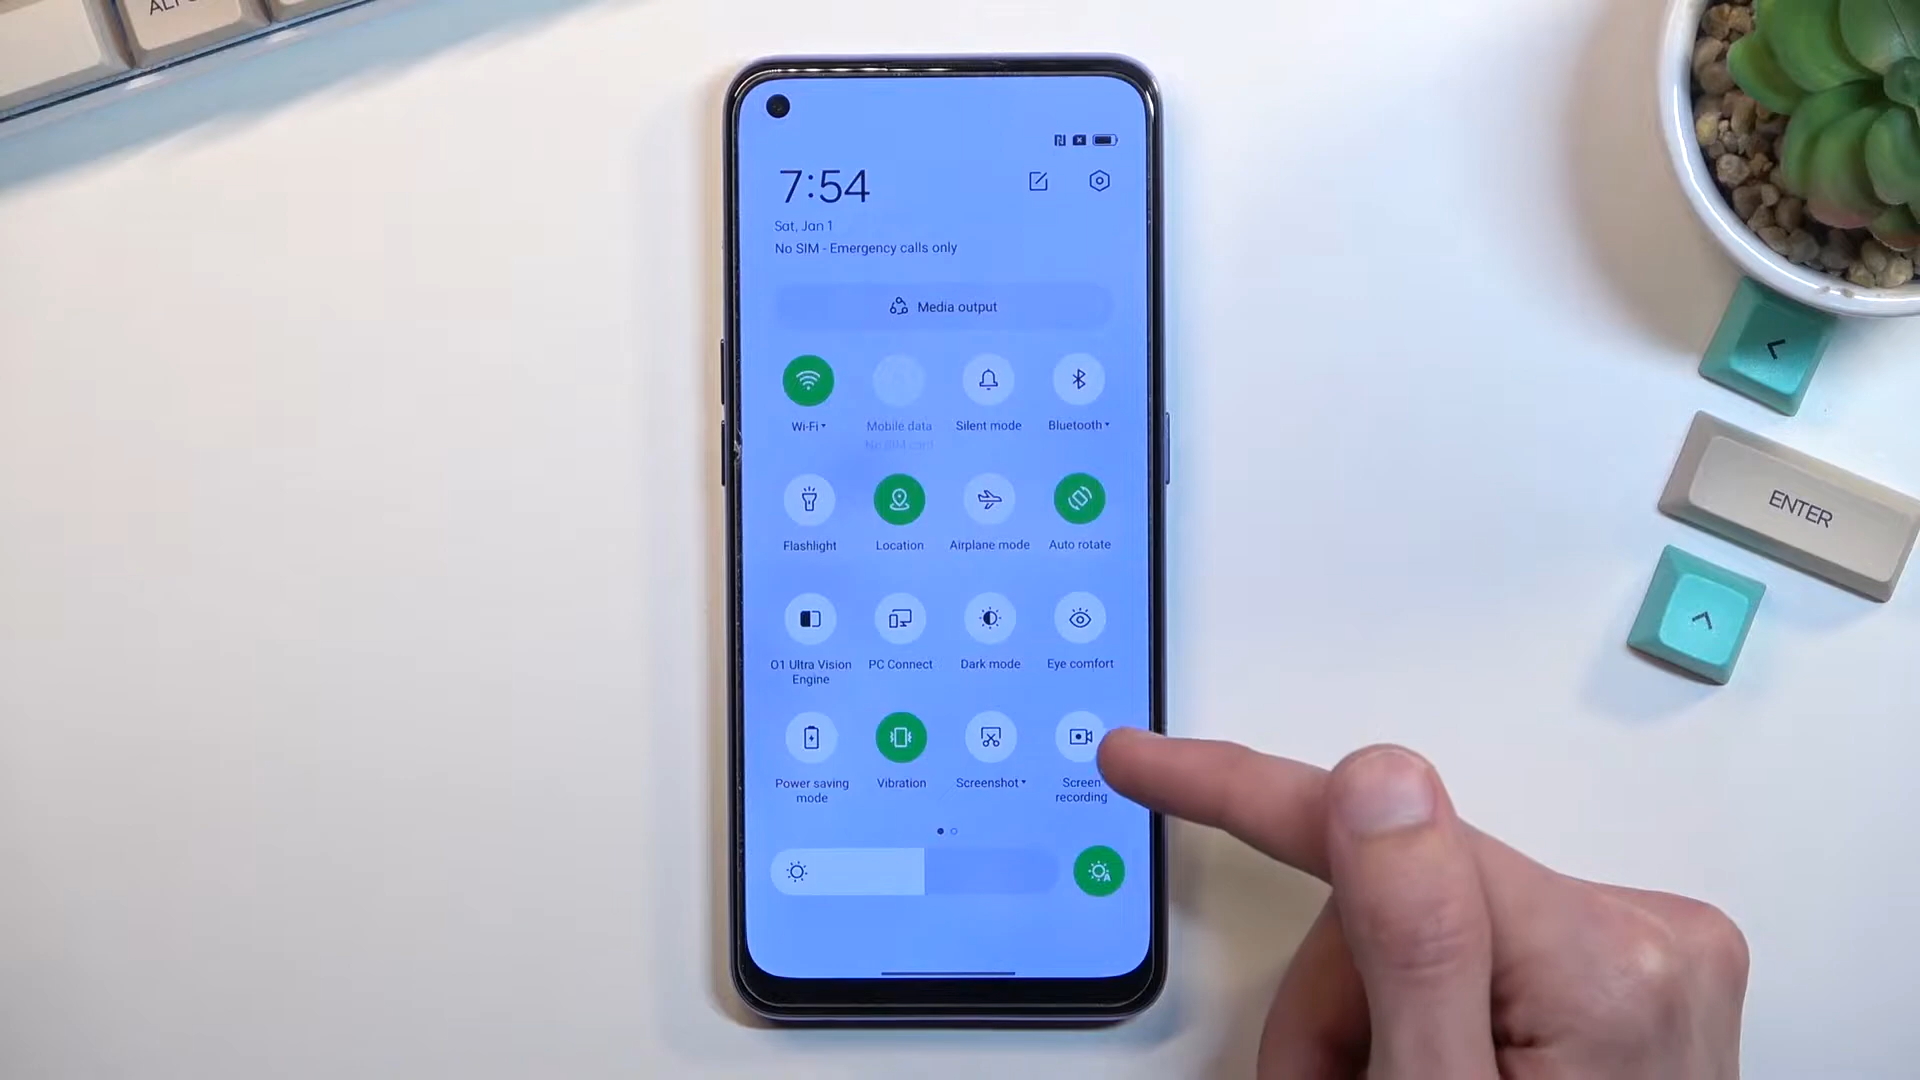 ALT
7:54
Sat, Jan 1
No SIM - Emergency calls only
Media output
Wi-Fi
Mobile data
No SIM card
Silent mode
Bluetooth
Flashlight
Location
Airplane mode
Auto rotate
O1 Ultra Vision
Engine
PC Connect
Dark mode
Eye comfort
Power saving
mode
Vibration
Screenshot
Screen
recording
A
<
ENTER
^